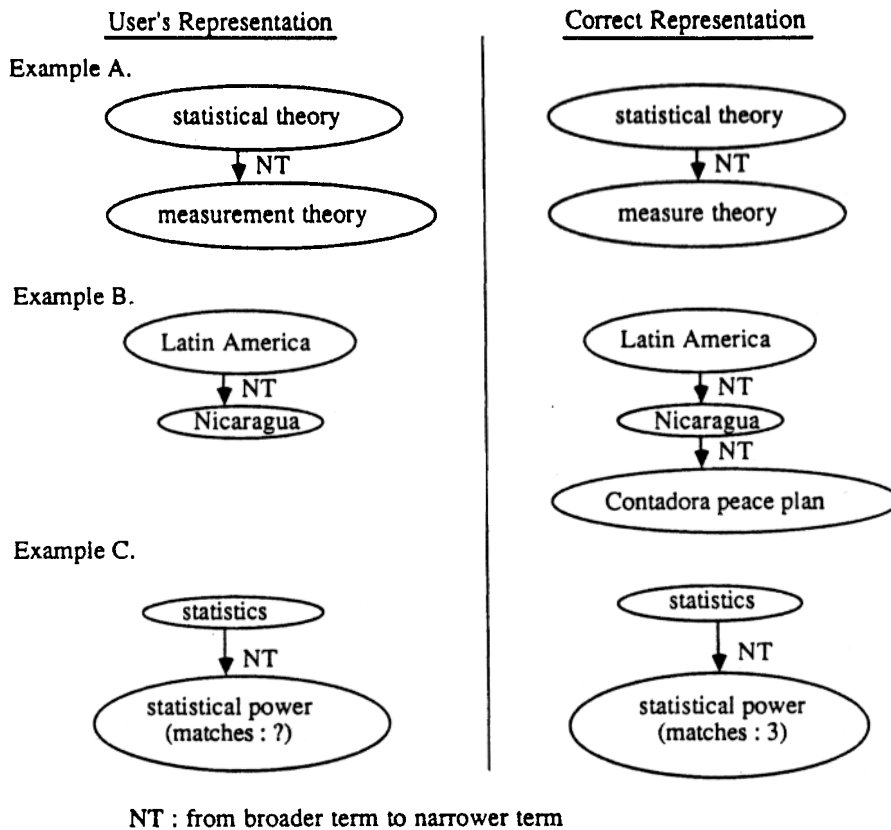 User's Representation
Correct Representation
Example A.
statistical theory
NT
measurement theory
statistical theory
NT
measure theory
Example B.
Latin America
NT
Nicaragua
Latin America
NT
Nicaragua
NT
Contadora peace plan
Example C.
statistics
NT
statistical power
(matches : ?)
statistics
NT
statistical power
(matches : 3)
NT : from broader term to narrower term